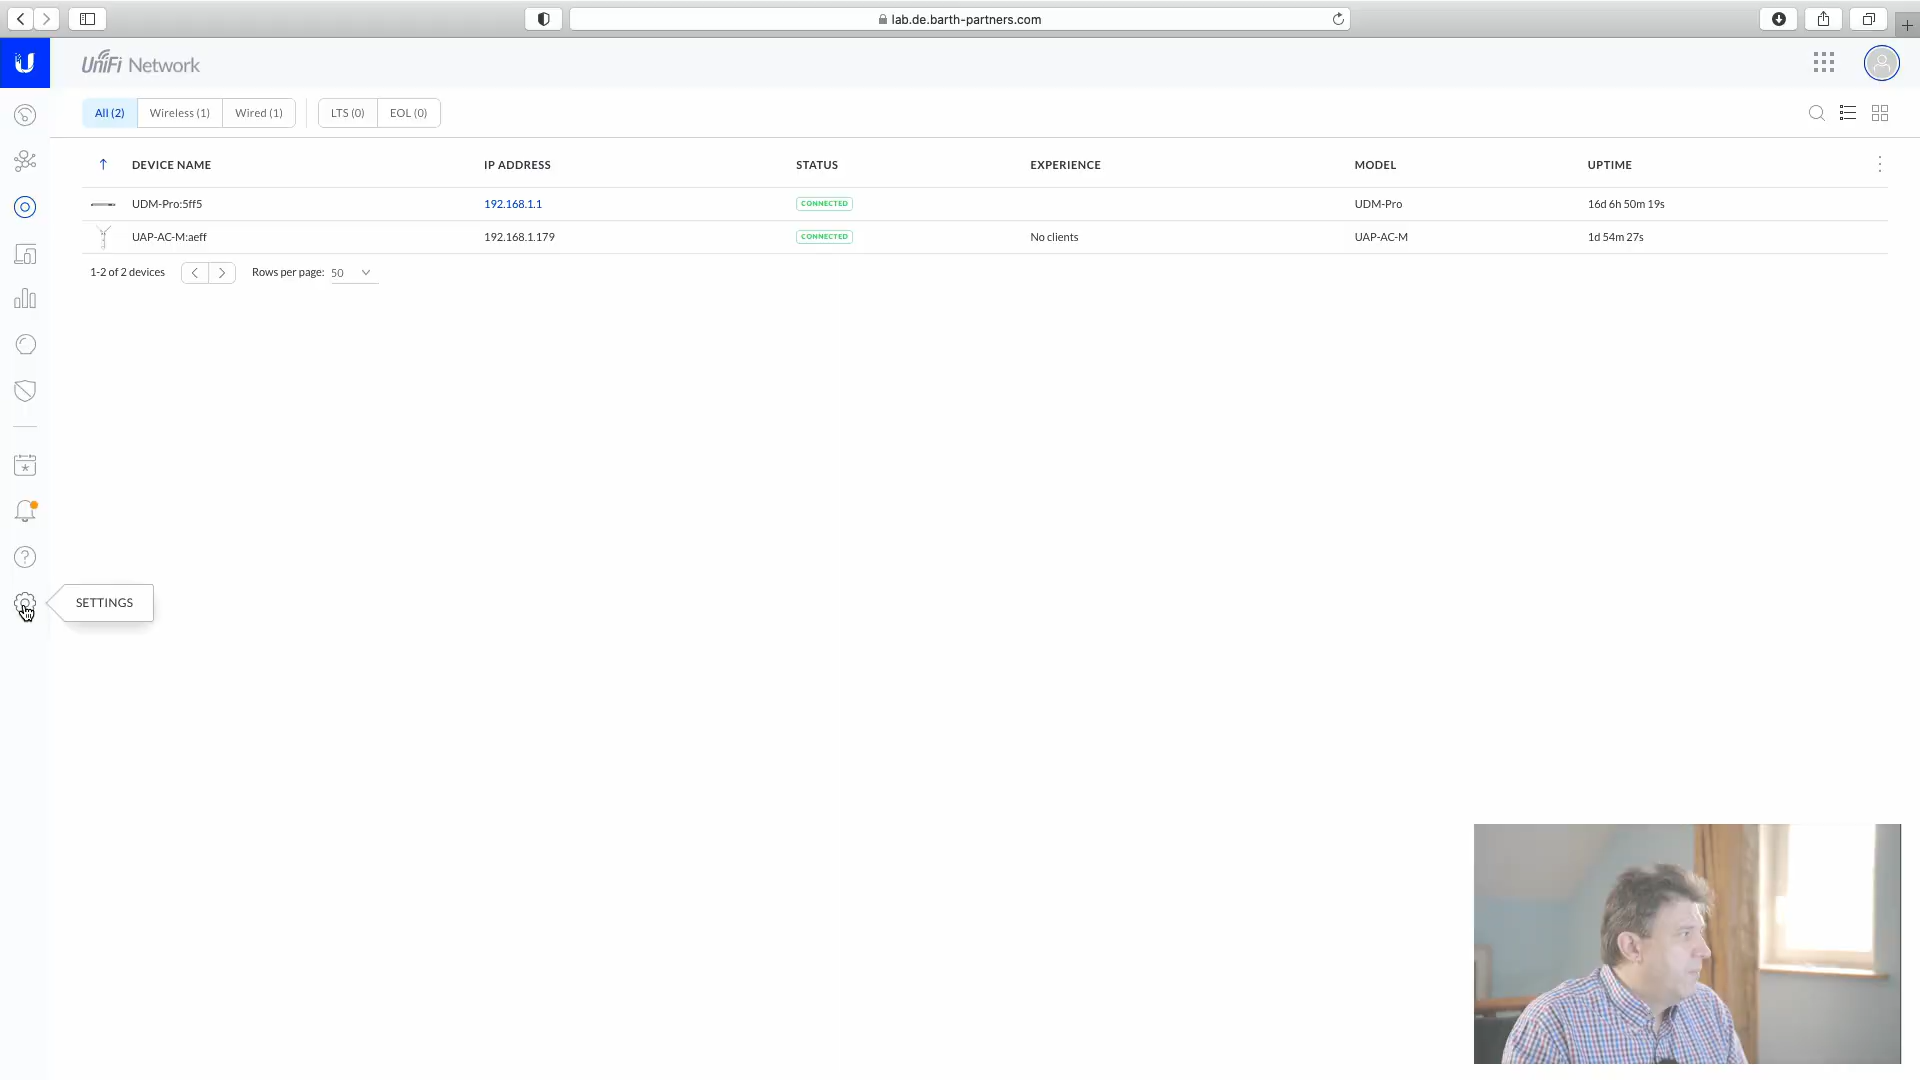 lab.de.barth-partners.com
UniFi Network
All (2) Wireless (1) Wired (1) LTS (0) EOL (0)
DEVICE NAME IP ADDRESS STATUS EXPERIENCE MODEL UPTIME
UDM-Pro:5ff5 192.168.1.1 CONNECTED UDM-Pro 16d 6h 50m 19s
UAP-AC-M:aeff 192.168.1.179 CONNECTED No clients UAP-AC-M 1d 54m 27s
1-2 of 2 devices Rows per page: 50
SETTINGS